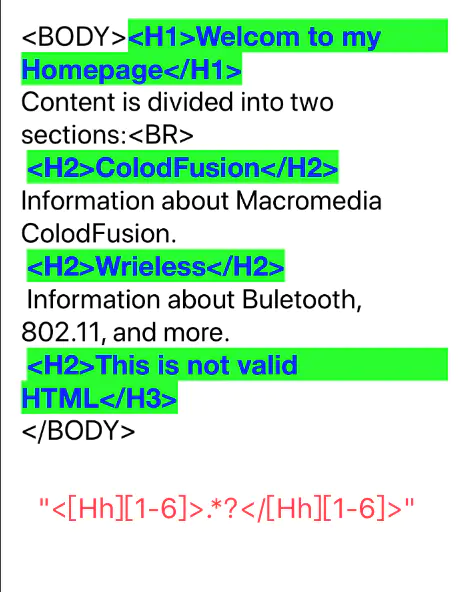 <BODY><H1>Welcom to my
Homepage</H1>
Content is divided into two
sections:<BR>
<H2>ColodFusion</H2>
Information about Macromedia
ColodFusion.
<H2>Wrieless</H2>
Information about Buletooth,
802.11, and more.
<H2>This is not valid
HTML</H3>
</BODY>
"<[Hh][1-6]>.*?</[Hh][1-6]>"